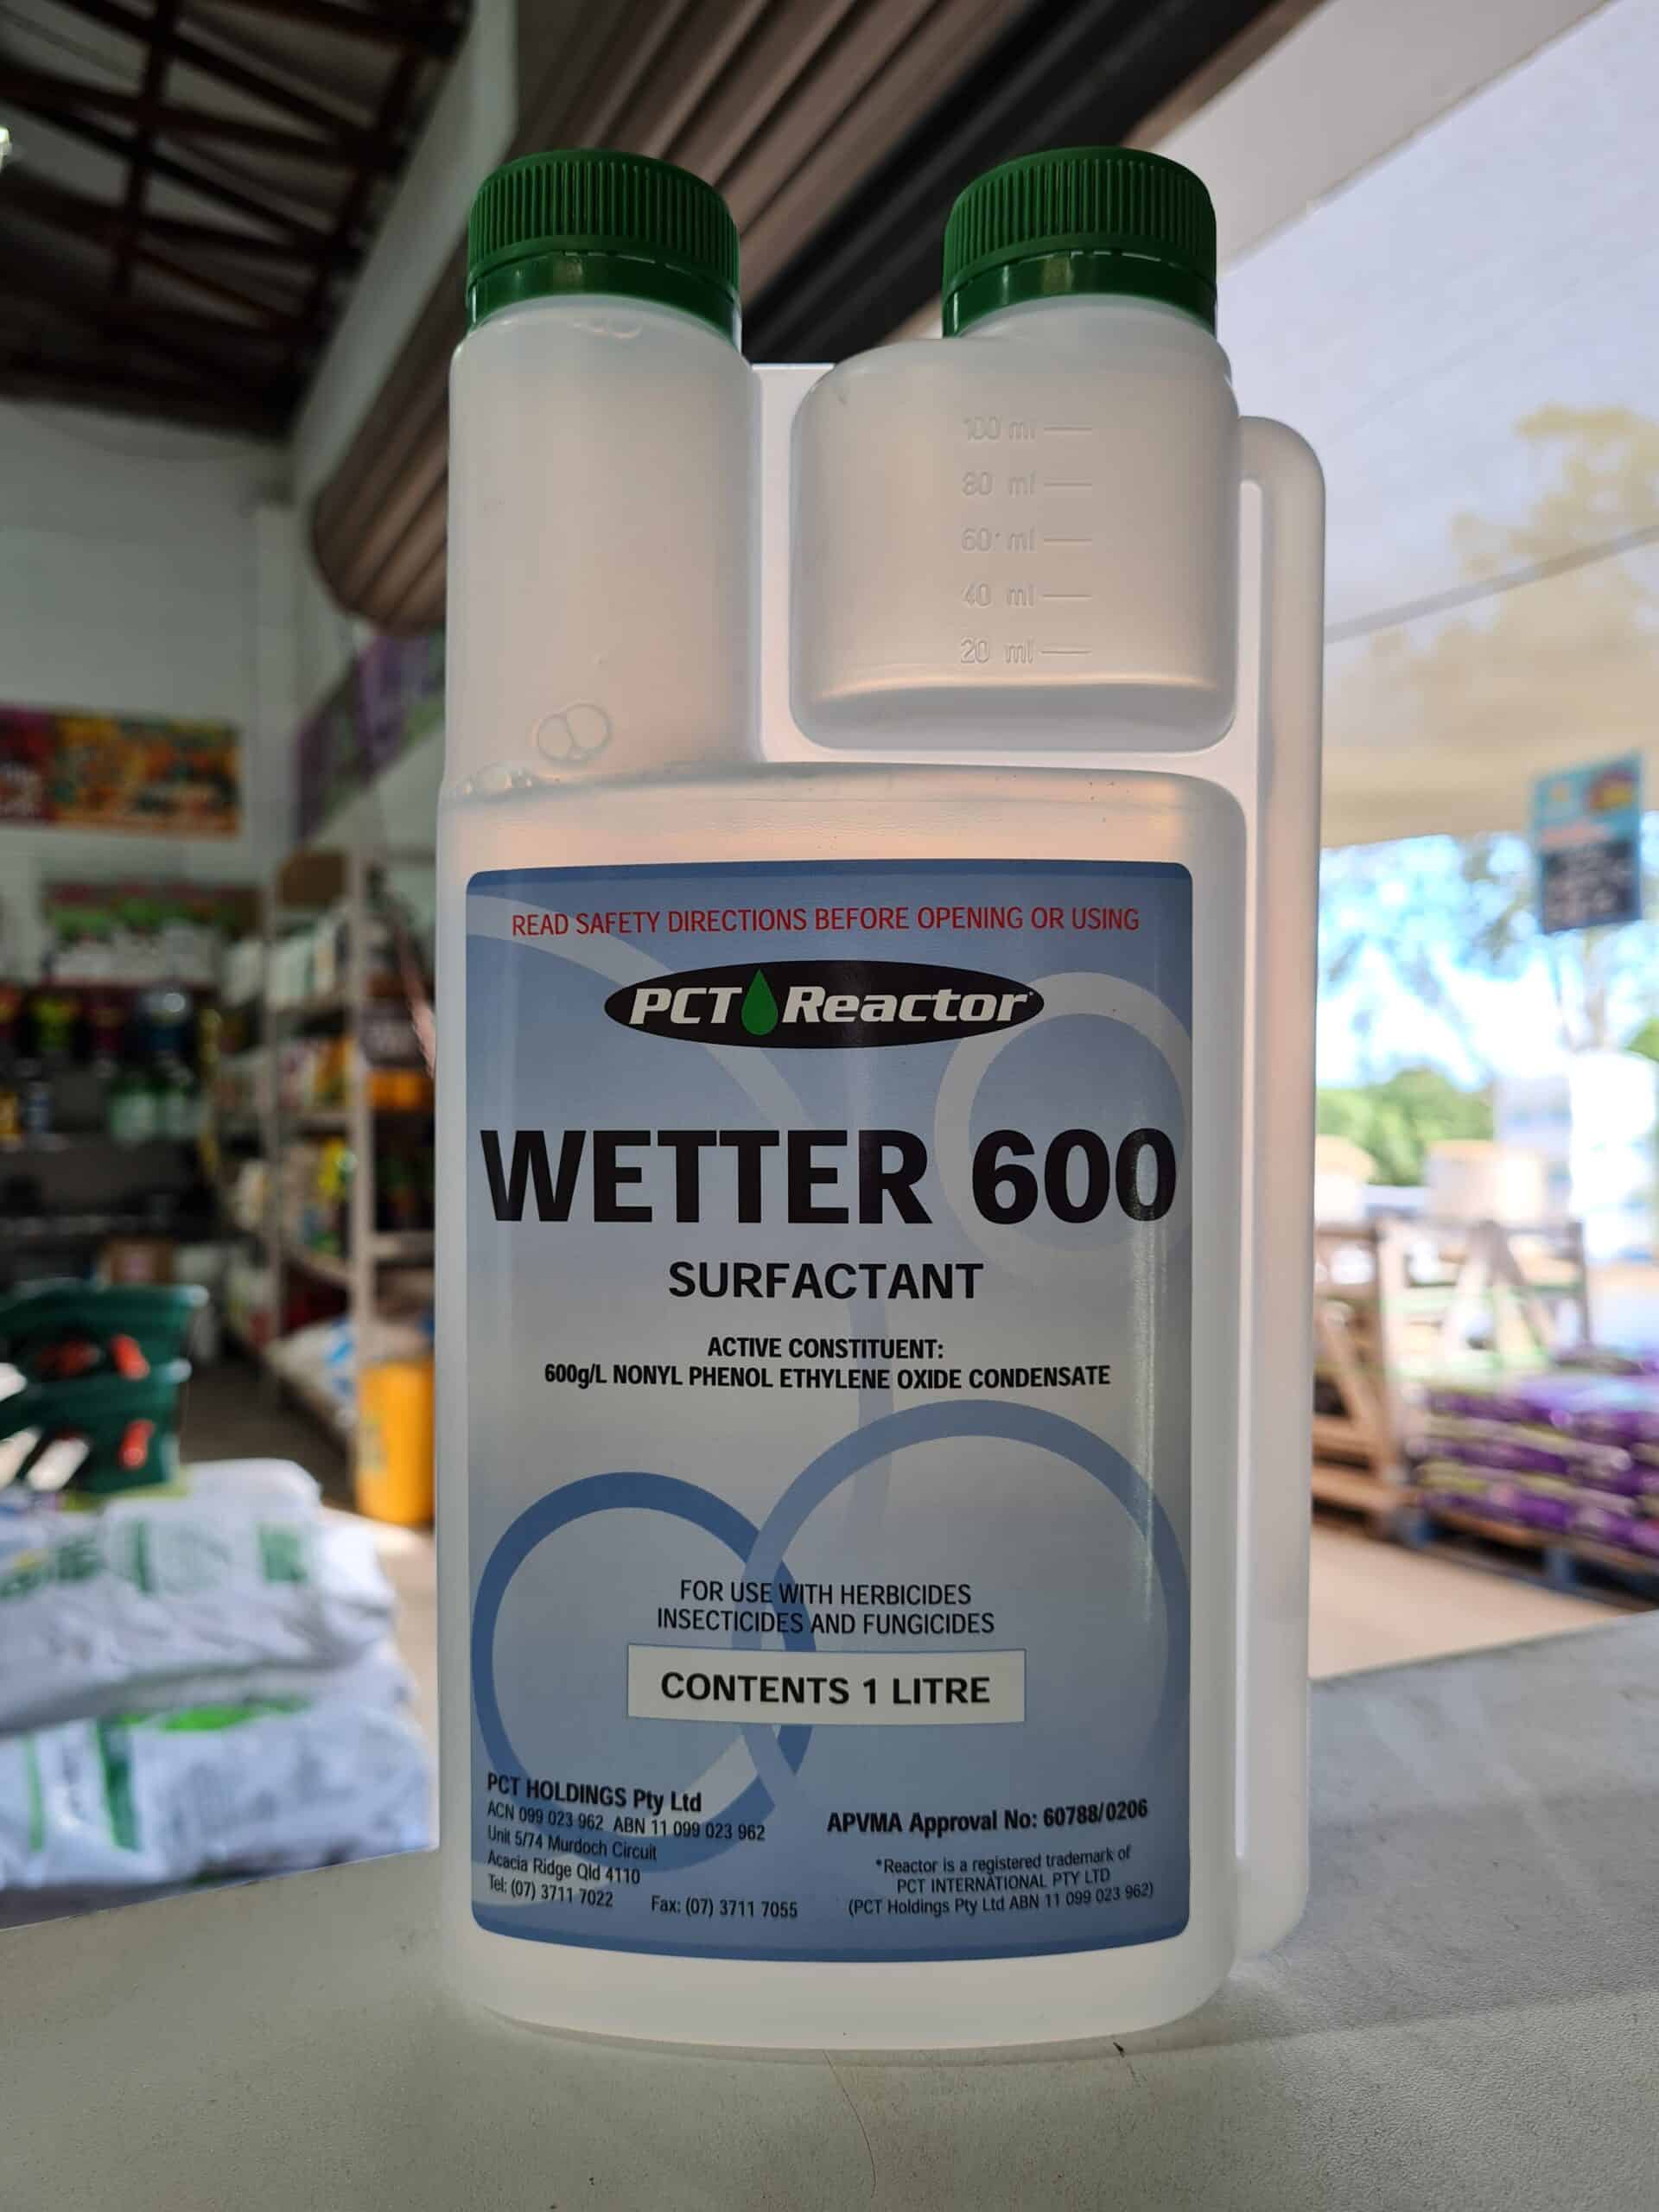 100 ml
80 ml
60 ml
40 ml
20 ml
READ SAFETY DIRECTIONS BEFORE OPENING OR USING
PCT Reactor
WETTER 600
SURFACTANT
ACTIVE CONSTITUENT:
600g/L NONYL PHENOL ETHYLENE OXIDE CONDENSATE
FOR USE WITH HERBICIDES
INSECTICIDES AND FUNGICIDES
CONTENTS 1 LITRE
PCT HOLDINGS Pty Ltd
ACN 099 023 962 ABN 11 099 023 962
Unit 5/74 Murdoch Circuit
Acacia Ridge Qld 4110
Tel: (07) 3711 7022 Fax: (07) 3711 7055
APVMA Approval No: 60788/0206
*Reactor is a registered trademark of
PCT INTERNATIONAL PTY LTD
(PCT Holdings Pty Ltd ABN 11 099 023 962)